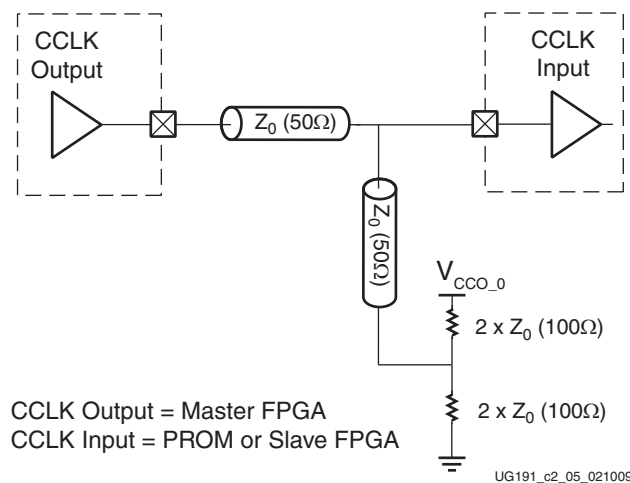 CCLK
Output
CCLK
Input
Z0 (50Ω)
Z0 (50Ω)
VCCO_0
2 x Z0 (100Ω)
2 x Z0 (100Ω)
CCLK Output = Master FPGA
CCLK Input = PROM or Slave FPGA
UG191_c2_05_021009